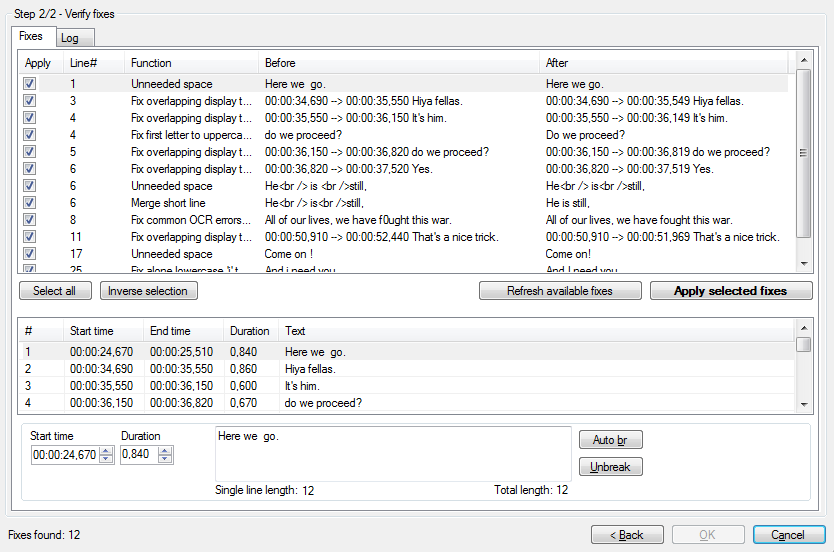 Step 2/2 - Verify fixes
Fixes Log
Apply Line# Function Before After
1 Unneeded space Here we  go. Here we go.
3 Fix overlapping display t... 00:00:34,690 --> 00:00:35,550 Hiya fellas. 00:00:34,690 --> 00:00:35,549 Hiya fellas.
4 Fix overlapping display t... 00:00:35,550 --> 00:00:36,150 It's him. 00:00:35,550 --> 00:00:36,149 It's him.
4 Fix first letter to upperca... do we proceed? Do we proceed?
5 Fix overlapping display t... 00:00:36,150 --> 00:00:36,820 do we proceed? 00:00:36,150 --> 00:00:36,819 do we proceed?
6 Fix overlapping display t... 00:00:36,820 --> 00:00:37,520 Yes. 00:00:36,820 --> 00:00:37,519 Yes.
6 Unneeded space He<br /> is <br />still, He<br /> is<br />still,
6 Merge short line He<br /> is<br />still, He is still,
8 Fix common OCR errors... All of our lives, we have f0ught this war. All of our lives, we have fought this war.
11 Fix overlapping display t... 00:00:50,910 --> 00:00:52,440 That's a nice trick. 00:00:50,910 --> 00:00:51,969 That's a nice trick.
17 Unneeded space Come on ! Come on!
25 Fix alone lowercase 'i' t... And i need you And I need you
Select all Inverse selection Refresh available fixes Apply selected fixes
# Start time End time Duration Text
1 00:00:24,670 00:00:25,510 0,840 Here we  go.
2 00:00:34,690 00:00:35,550 0,860 Hiya fellas.
3 00:00:35,550 00:00:36,150 0,600 It's him.
4 00:00:36,150 00:00:36,820 0,670 do we proceed?
Start time Duration
Here we  go.
00:00:24,670 0,840
Auto br
Unbreak
Single line length: 12 Total length: 12
Fixes found: 12
< Back OK Cancel